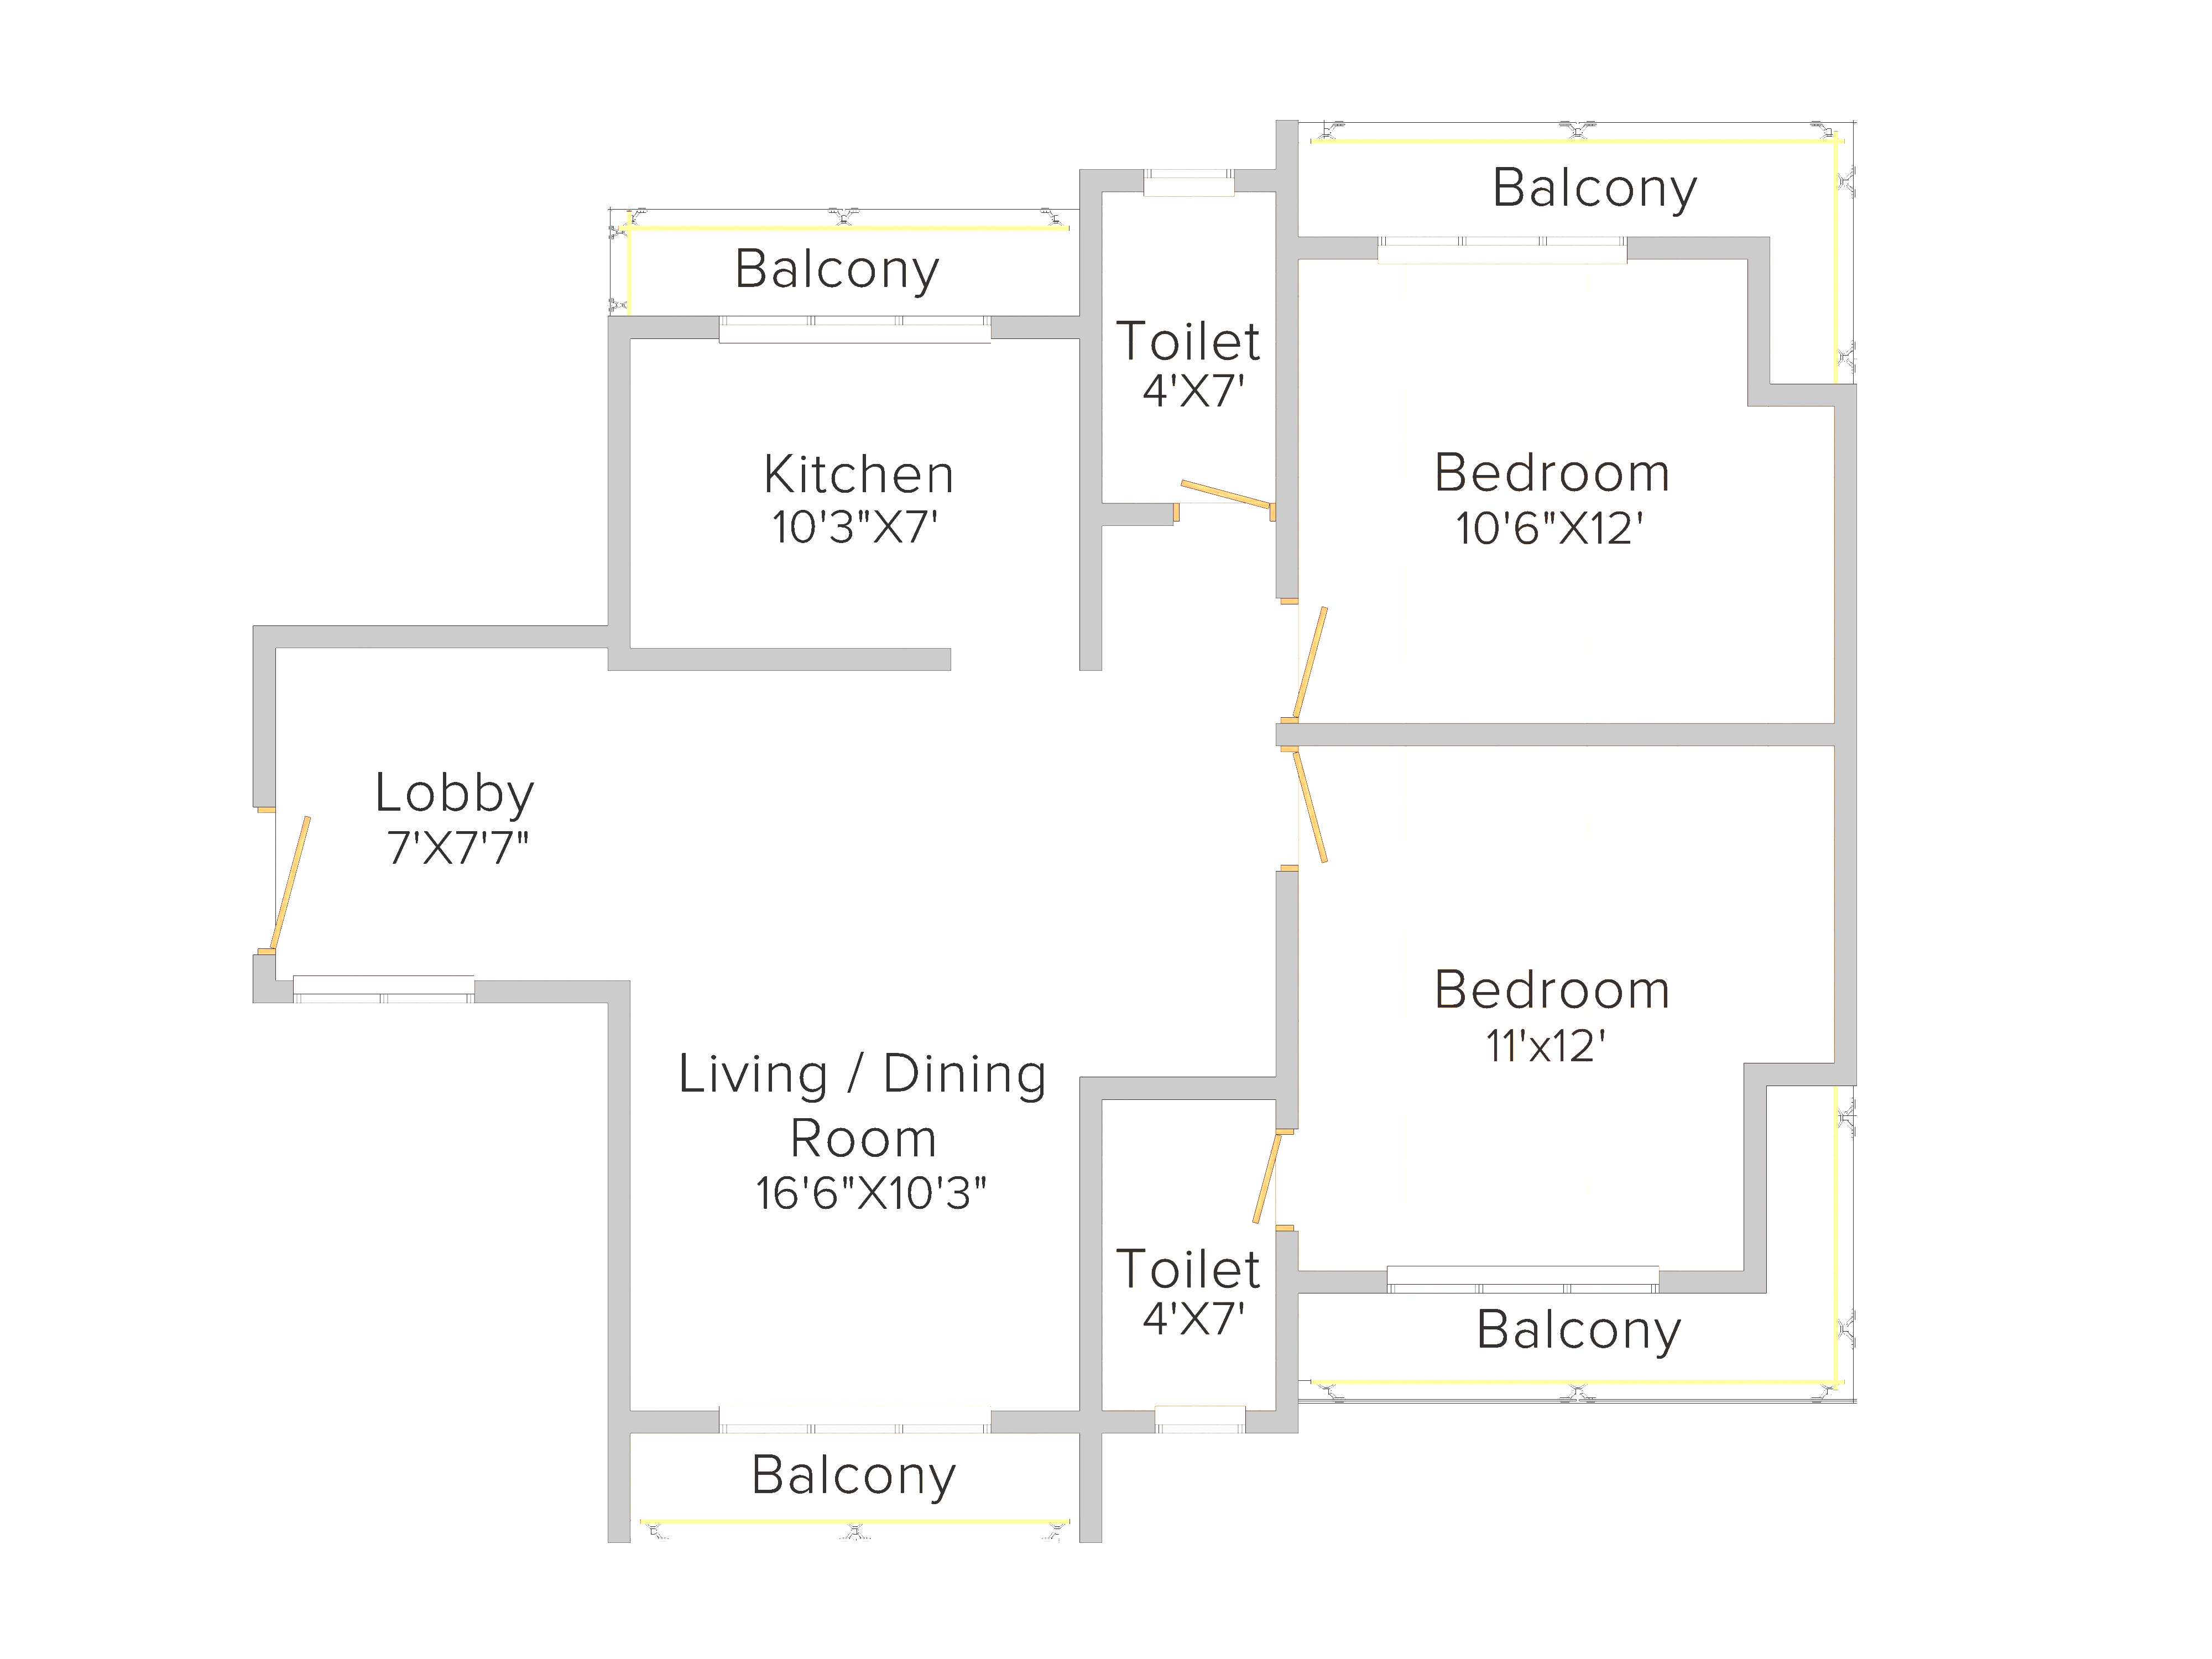 Balcony
Balcony
Toilet
4'X7'
Kitchen
10'3"X7'
Bedroom
10'6"X12'
Lobby
7'X7'7"
Bedroom
11'x12'
Living / Dining
Room
16'6"X10'3"
Toilet
4'X7'
Balcony
Balcony